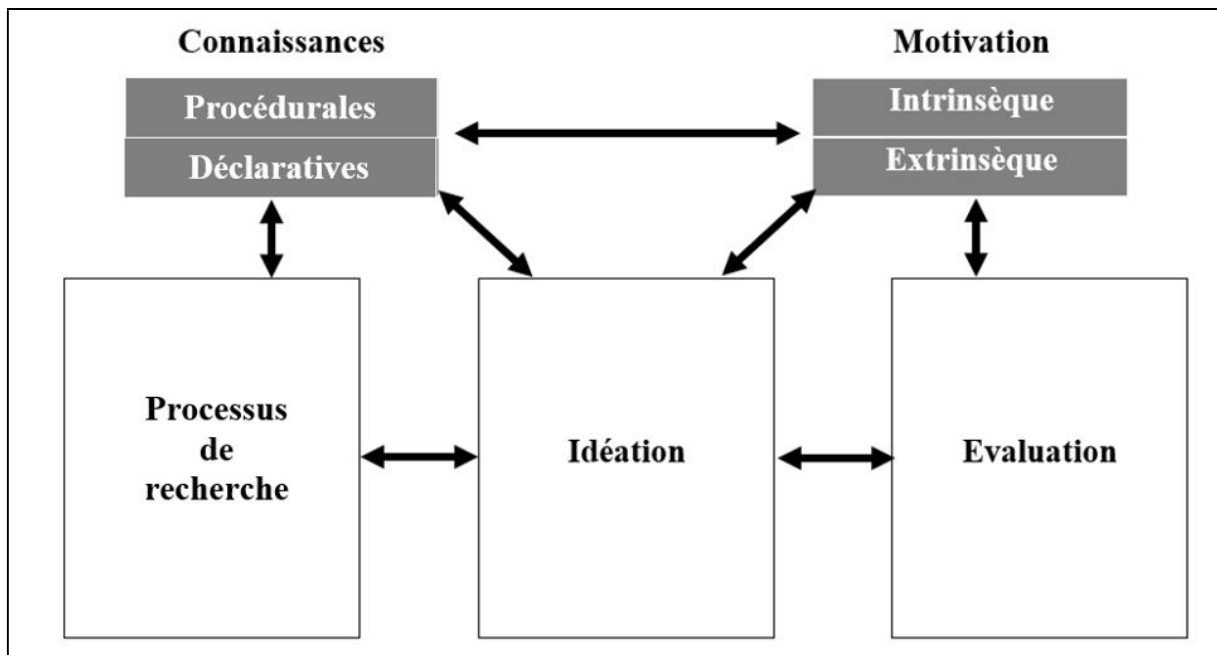 Connaissances
Procédurales
Déclaratives
Motivation
Intrinsèque
Extrinsèque
Processus
de
recherche
Idéation
Evaluation